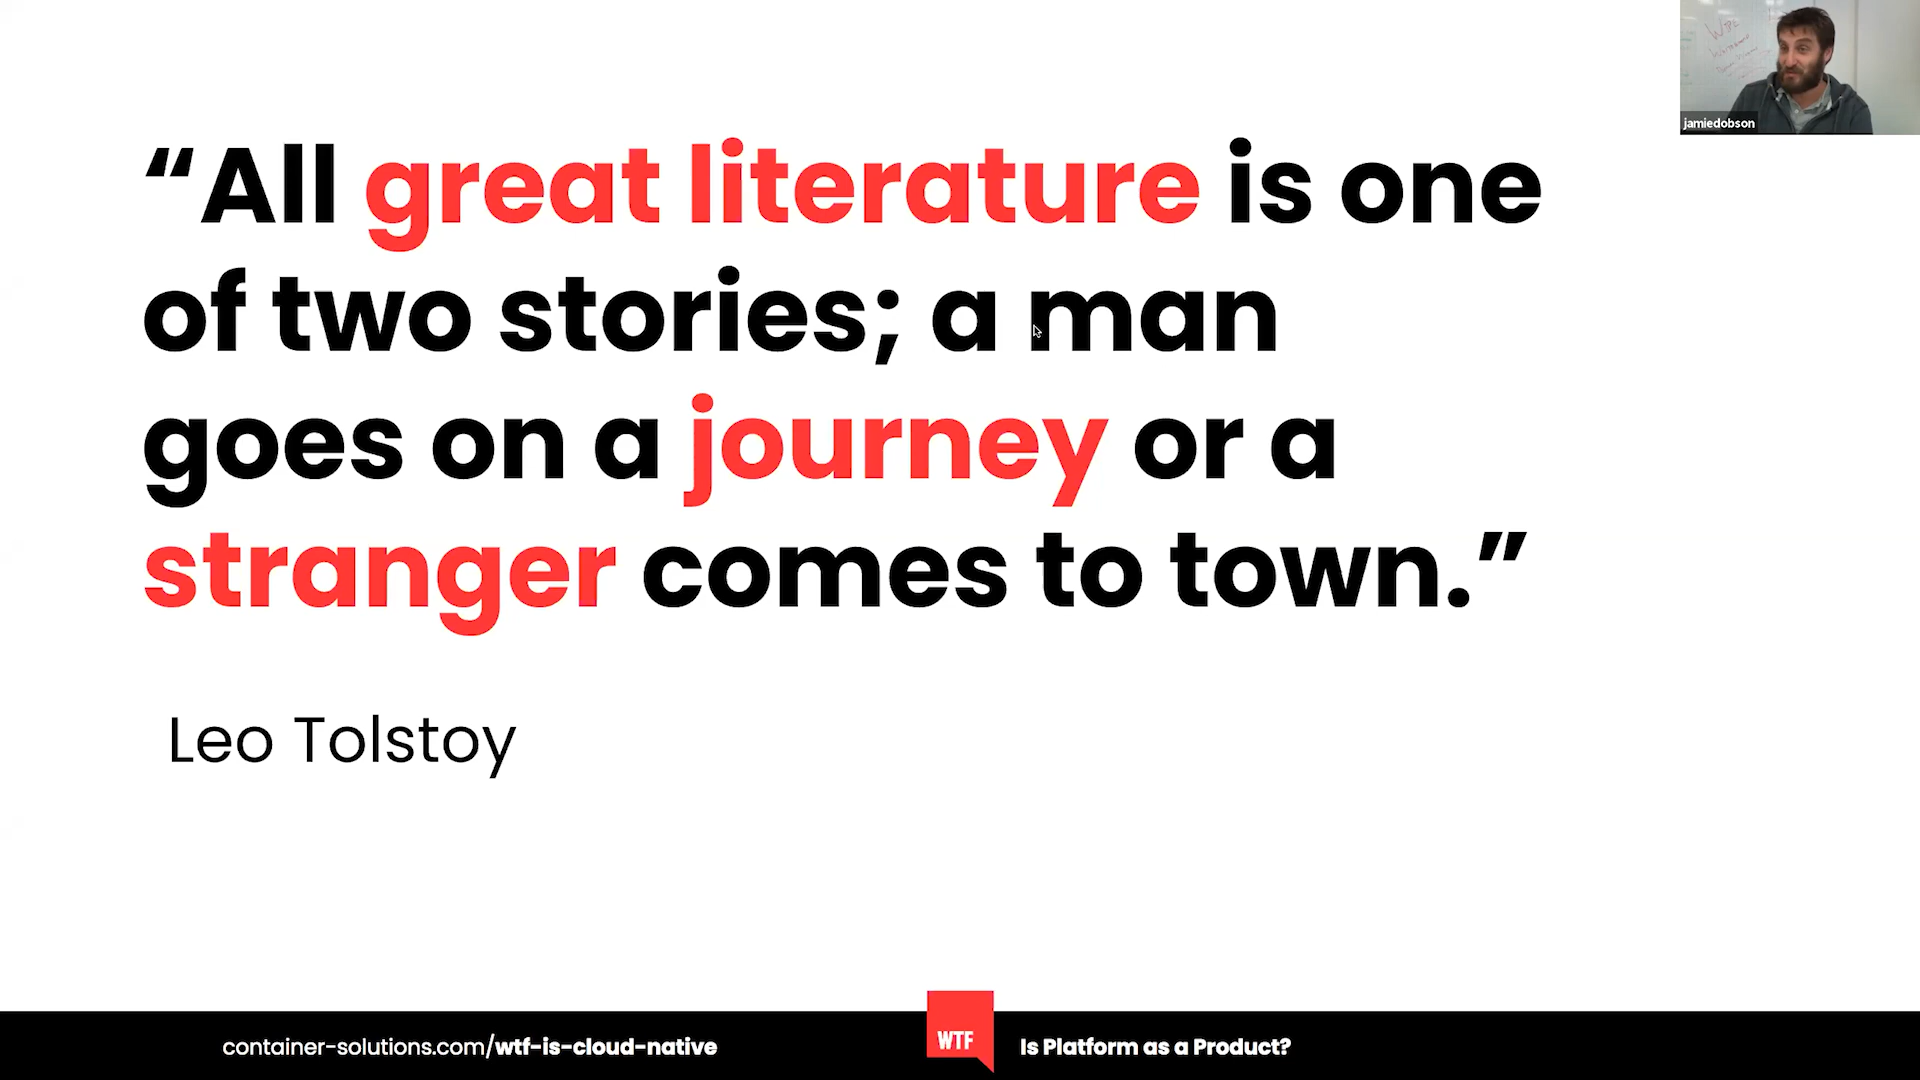 jamiedobson
“All great literature is one
of two stories; a man
goes on a journey or a
stranger comes to town.”
Leo Tolstoy
container-solutions.com/wtf-is-cloud-native
WTF
Is Platform as a Product?